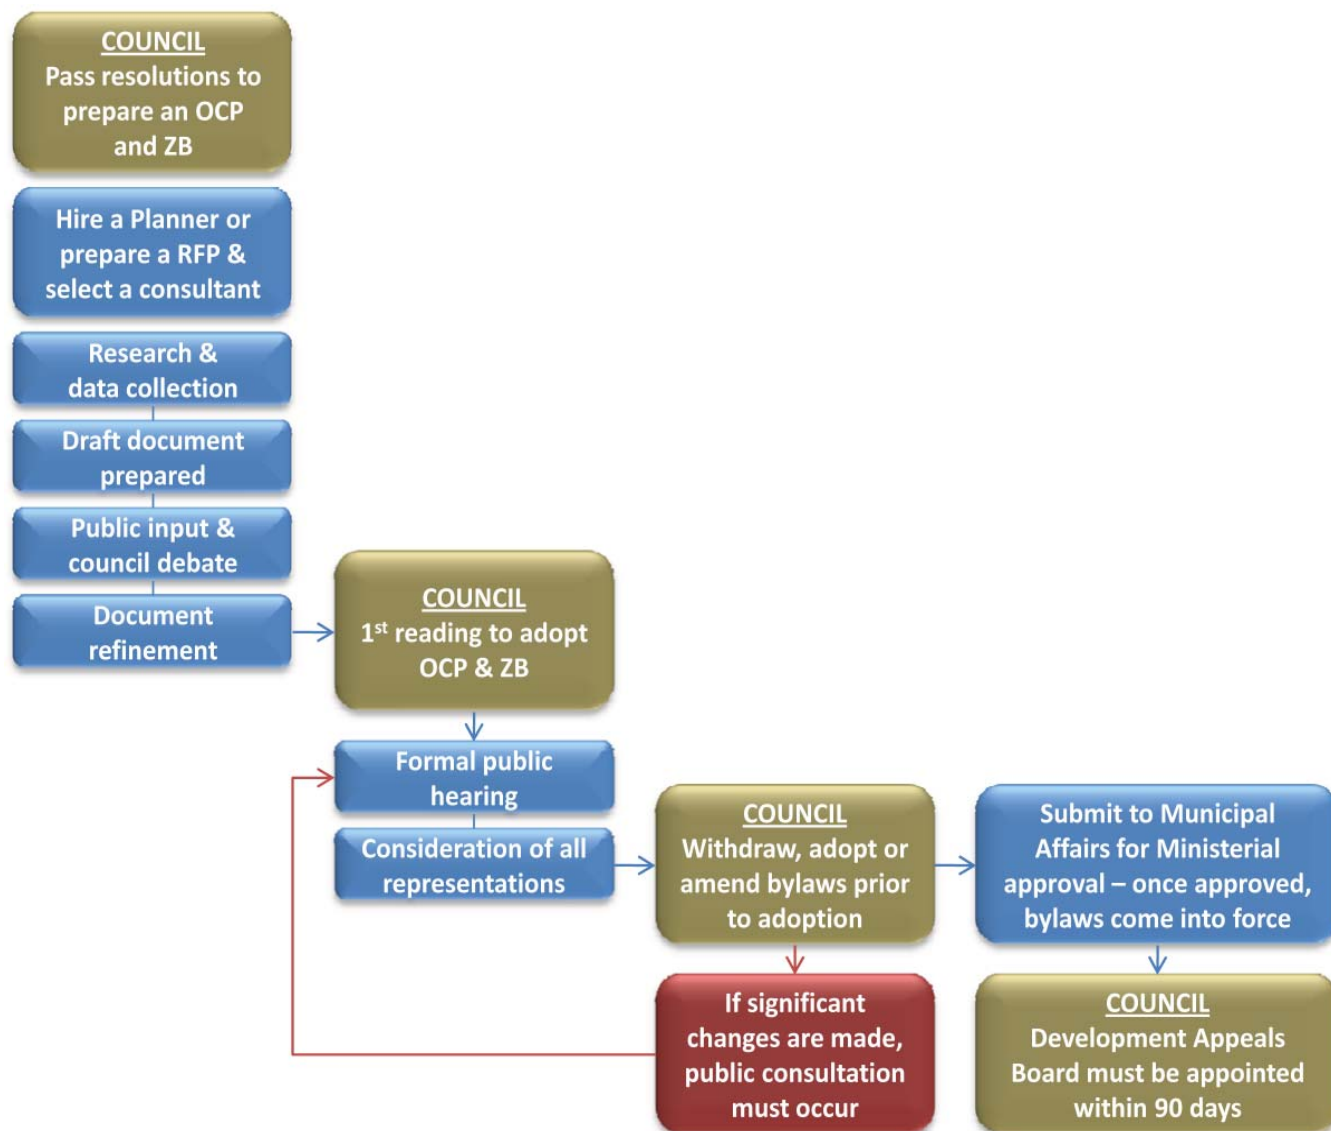 COUNCIL
Pass resolutions to
prepare an OCP
and ZB
Hire a Planner or
prepare a RFP &
select a consultant
Research &
data collection
Draft document
prepared
Public input &
council debate
Document
refinement
COUNCIL
1st reading to adopt
OCP & ZB
Formal public
hearing
Consideration of all
representations
COUNCIL
Withdraw, adopt or
amend bylaws prior
to adoption
If significant
changes are made,
public consultation
must occur
Submit to Municipal
Affairs for Ministerial
approval – once approved,
bylaws come into force
COUNCIL
Development Appeals
Board must be appointed
within 90 days